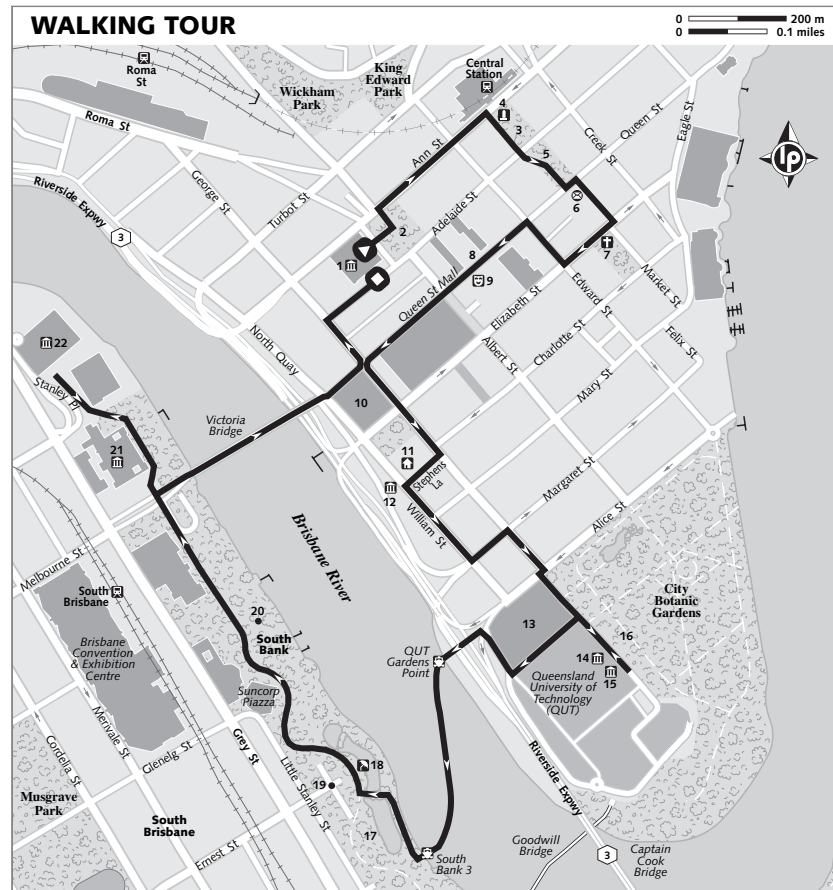 WALKING TOUR
0 200 m
0 0.1 miles
Roma
St
Wickham
Park
King
Edward
Park
Central
Station
Roma St
Riverside Expwy
3
George St
Turbot St
Ann St
Adelaide St
Creek St
Queen St
Eagle St
lp
4
3
5
6
7
2
1
8
9
Queen St Mall
Elizabeth St
Edward St
Market St
Felix St
Albert St
Charlotte St
Mary St
Margaret St
Alice St
North Quay
22
Stanley Pl
21
Victoria
Bridge
10
11
Stephens
La
12
William St
Brisbane River
Melbourne St
South
Brisbane
Brisbane
Convention
& Exhibition
Centre
20
South
Bank
Suncorp
Piazza
QUT
Gardens
Point
13
City
Botanic
Gardens
16
14
15
Queensland
University of
Technology
(QUT)
Merivale St
Cordelia St
Glenelg St
Grey St
Little Stanley St
18
19
17
Musgrave
Park
South
Brisbane
Ernest St
South
Bank 3
Riverside Expwy
Goodwill
Bridge
3
Captain
Cook
Bridge